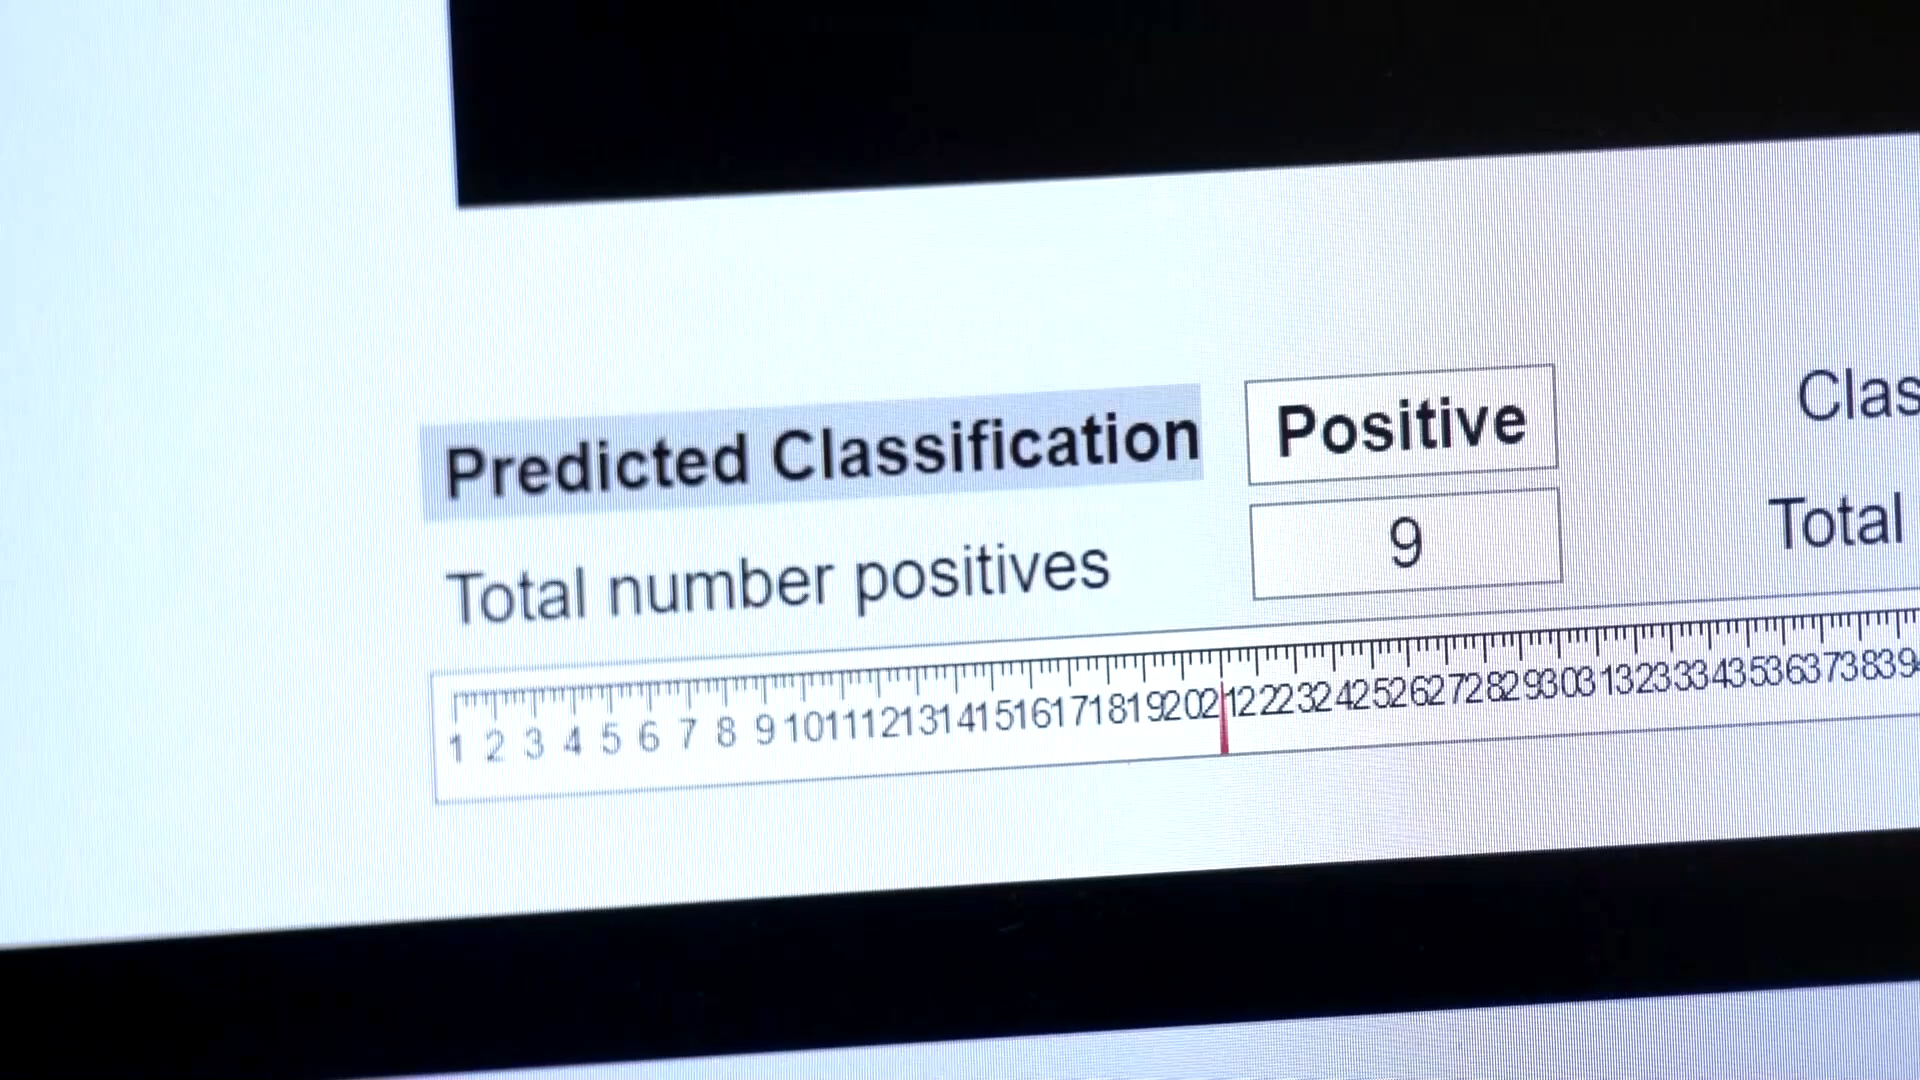 Predicted Classification Positive Clas
Total number positives 9 Total
1 2 3 4 5 6 7 8 9 10 11 12 13 14 15 16 17 18 19 20 21 22 23 24 25 26 27 28 29 30 31 32 33 34 35 36 37 38 39